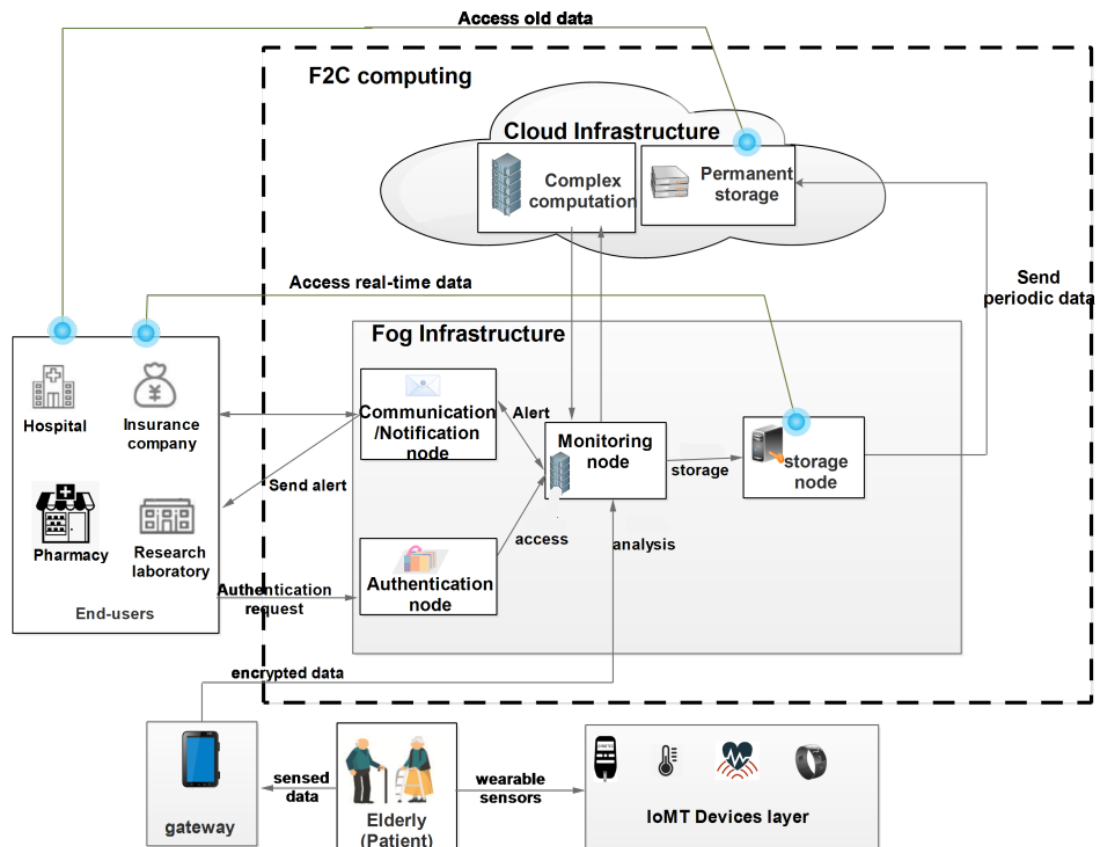 Access old data
F2C computing
Cloud Infrastructure
Complex
computation
Permanent
storage
Access real-time data
Send
periodic data
Fog Infrastructure
Hospital
Insurance
company
Pharmacy
Research
laboratory
End-users
Communication
/Notification
node
Alert
Monitoring
node
storage
storage
node
Send alert
access
analysis
Authentication
request
Authentication
node
encrypted data
gateway
sensed
data
Elderly
(Patient)
wearable
sensors
IoMT Devices layer